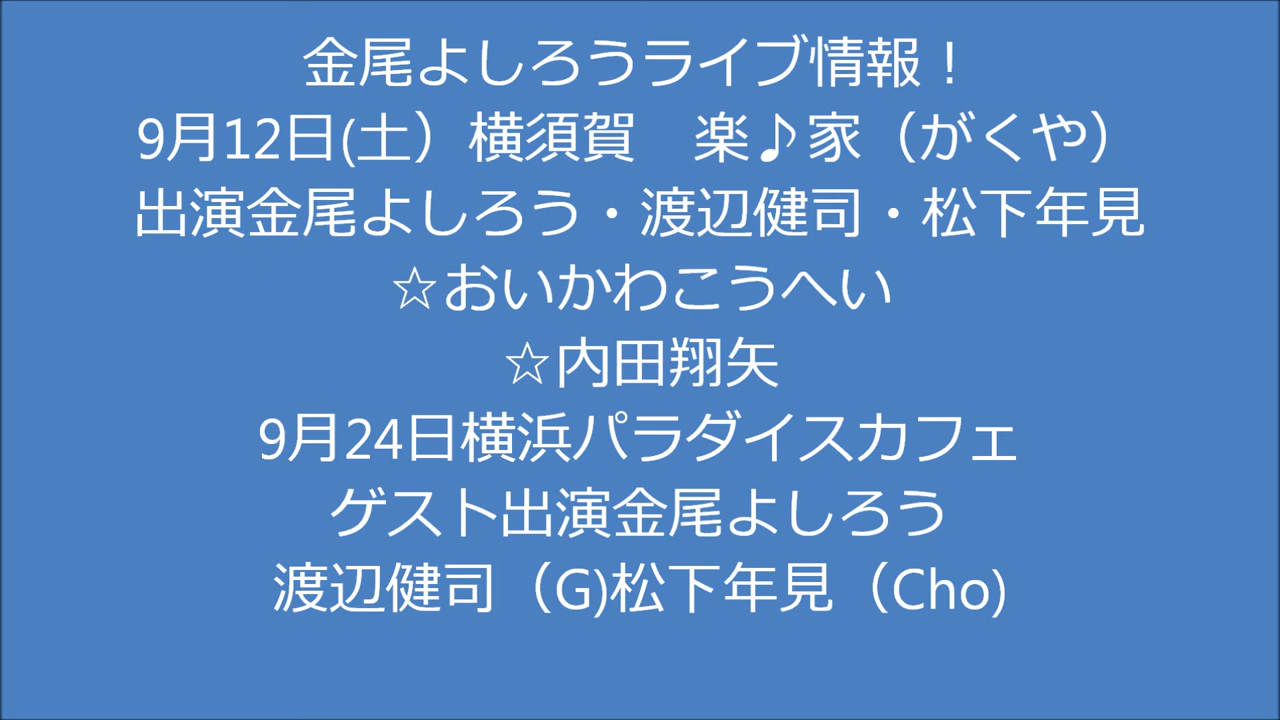 金尾よしろうライブ情報！
9月12日(土）横須賀　楽♪家（がくや）
出演金尾よしろう・渡辺健司・松下年見
☆おいかわこうへい
☆内田翔矢
9月24日横浜パラダイスカフェ
ゲスト出演金尾よしろう
渡辺健司（G)松下年見（Cho)